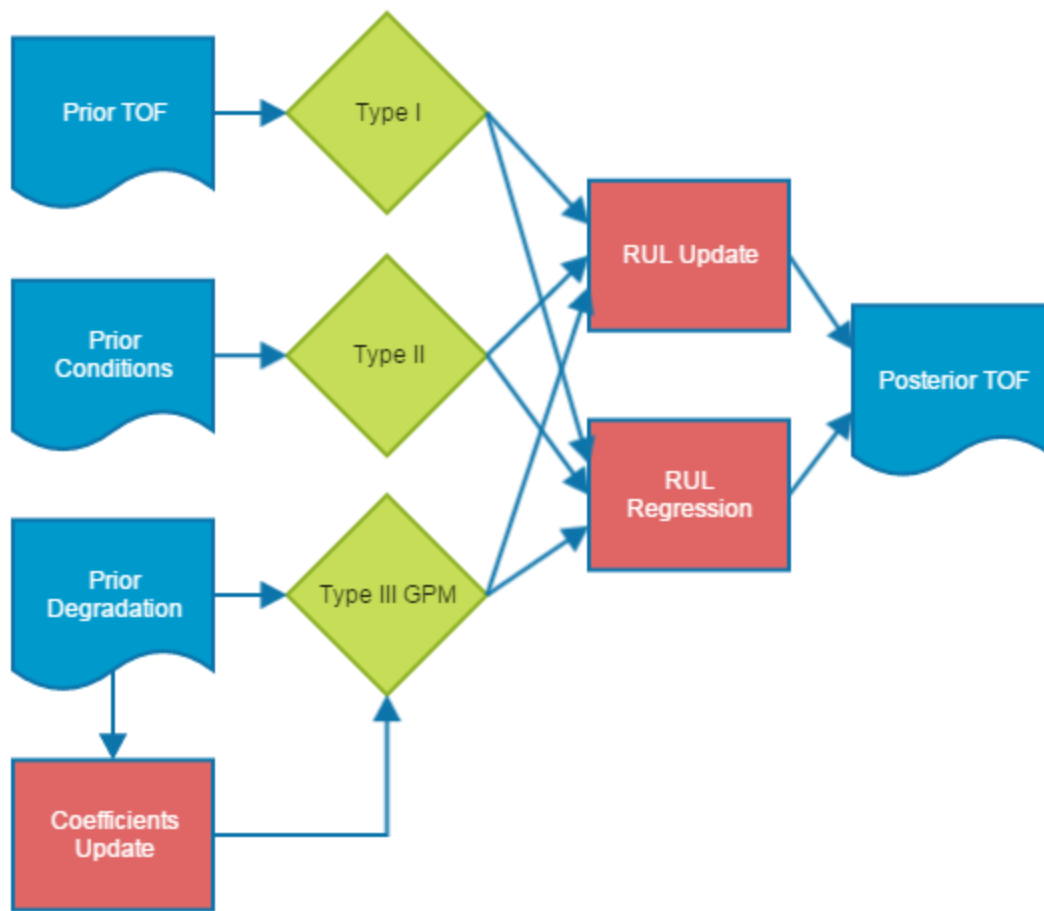 Prior TOF
Type I
RUL Update
Prior
Conditions
Type II
Posterior TOF
RUL
Regression
Prior
Degradation
Type III GPM
Coefficients
Update